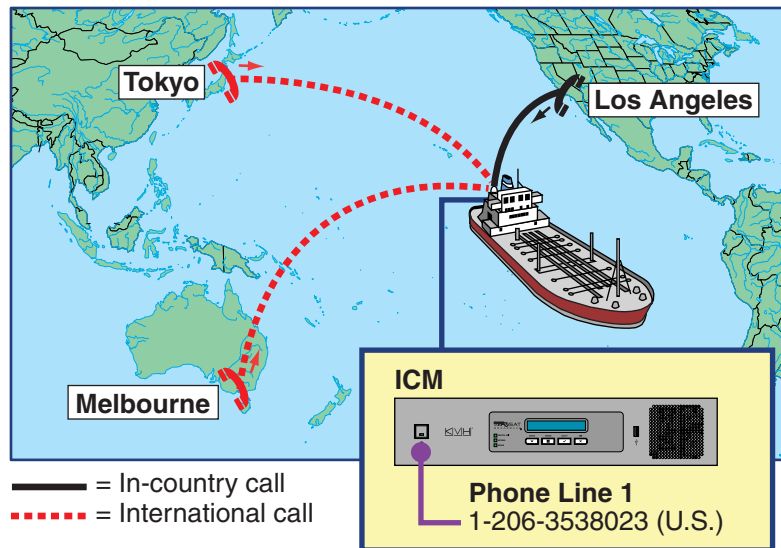 Tokyo
Los Angeles
Melbourne
ICM
KVH
Phone Line 1
1-206-3538023 (U.S.)
= In-country call
= International call